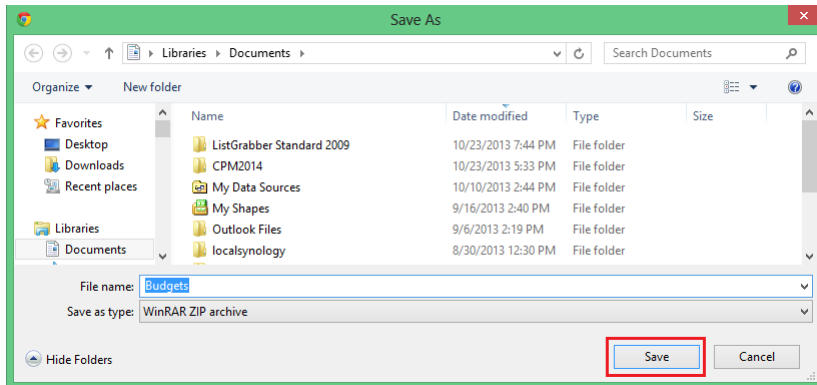 Save As
Libraries Documents Search Documents
Organize New folder
Name Date modified Type Size
Favorites
Desktop
Downloads
Recent places
Libraries
Documents
ListGrabber Standard 2009 10/23/2013 7:44 PM File folder
CPM2014 10/23/2013 5:33 PM File folder
My Data Sources 10/10/2013 2:44 PM File folder
My Shapes 9/16/2013 2:40 PM File folder
Outlook Files 9/6/2013 2:19 PM File folder
localsynology 8/30/2013 12:30 PM File folder
File name: Budgets
Save as type: WinRAR ZIP archive
Hide Folders Save Cancel